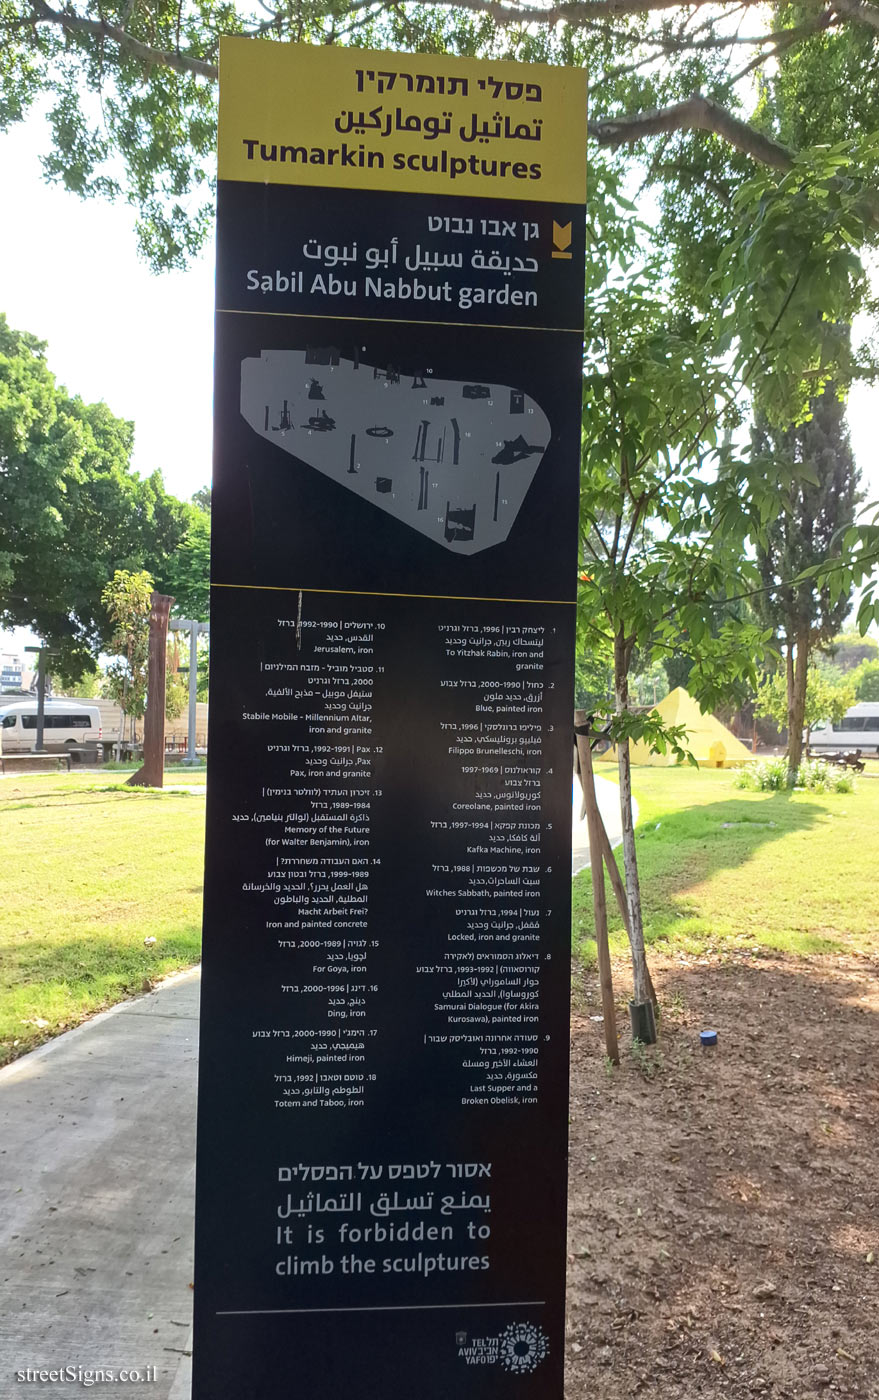 פסלי תומרקין
تماثيل توماركين
Tumarkin sculptures
גן אבו נבוט
حديقة سبيل أبو نبوت
Sabil Abu Nabbut garden
1. ליצחק רבין | 1996, ברזל וגרניט
ليتسحاك ربين, جرانيت وحديد
To Yitzhak Rabin, iron and
granite
2. כחול | 1990-2000, ברזל צבוע
أزرق, حديد ملون
Blue, painted iron
3. פיליפו ברונלסקי | 1996, ברזל
فيليبو برونليسكي, حديد
Filippo Brunelleschi, iron
4. קוראולנוס | 1969-1997
ברזל צבוע
كوريولانوس, حديد
Coreolane, painted iron
5. מכונת קפקא | 1994-1997, ברזל
آلة كافكا, حديد
Kafka Machine, iron
6. שבת של מכשפות | 1988, ברזל
سبت الساحرات, حديد
Witches Sabbath, painted iron
7. נעול | 1994, ברזל וגרניט
مُقفل, جرانيت وحديد
Locked, iron and granite
8. דיאלוג הסמוראים (לאקירה
קורוסאווה) | 1992-1993, ברזל צבוע
حوار الساموراي (لأكيرا
كوروساوا), الحديد المطلي
Samurai Dialogue (for Akira
Kurosawa), painted iron
9. סעודה אחרונה ואובליסק שבור |
1990-1992, ברזל
العشاء الأخير ومسلة
مكسورة, حديد
Last Supper and a
Broken Obelisk, iron
10. ירושלים | 1990-1992, ברזל
القدس, حديد
Jerusalem, iron
11. סטביל מוביל - מזבח המילניום |
2000, ברזל וגרניט
ستيفل موبيل – مذبح الألفية,
جرانيت وحديد
Stabile Mobile - Millennium Altar,
iron and granite
12. Pax | 1991-1992, ברזל וגרניט
Pax, جرانيت وحديد
Pax, iron and granite
13. זיכרון העתיד (לוולטר בנימין) |
1984-1989, ברזל
ذاكرة المستقبل (لوالتر بنيامين), حديد
Memory of the Future
(for Walter Benjamin), iron
14. האם העבודה משחררת? |
1989-1999, ברזל ובטון צבוע
هل العمل يحرر؟, الحديد والخرسانة
المطلية, الحديد والباطون
Macht Arbeit Frei?
Iron and painted concrete
15. לגויה | 1989-2000, ברזל
لجويا, حديد
For Goya, iron
16. דינג | 1996-2000, ברזל
دينج, حديد
Ding, iron
17. הימג'י | 1990-2000, ברזל צבוע
هيميجي, حديد
Himeji, painted iron
18. טוטם וטאבו | 1992, ברזל
الطوطم والتابو, حديد
Totem and Taboo, iron
אסור לטפס על הפסלים
يمنع تسلق التماثيل
It is forbidden to
climb the sculptures
תל אביב יפו
TEL AVIV YAFO
streetSigns.co.il